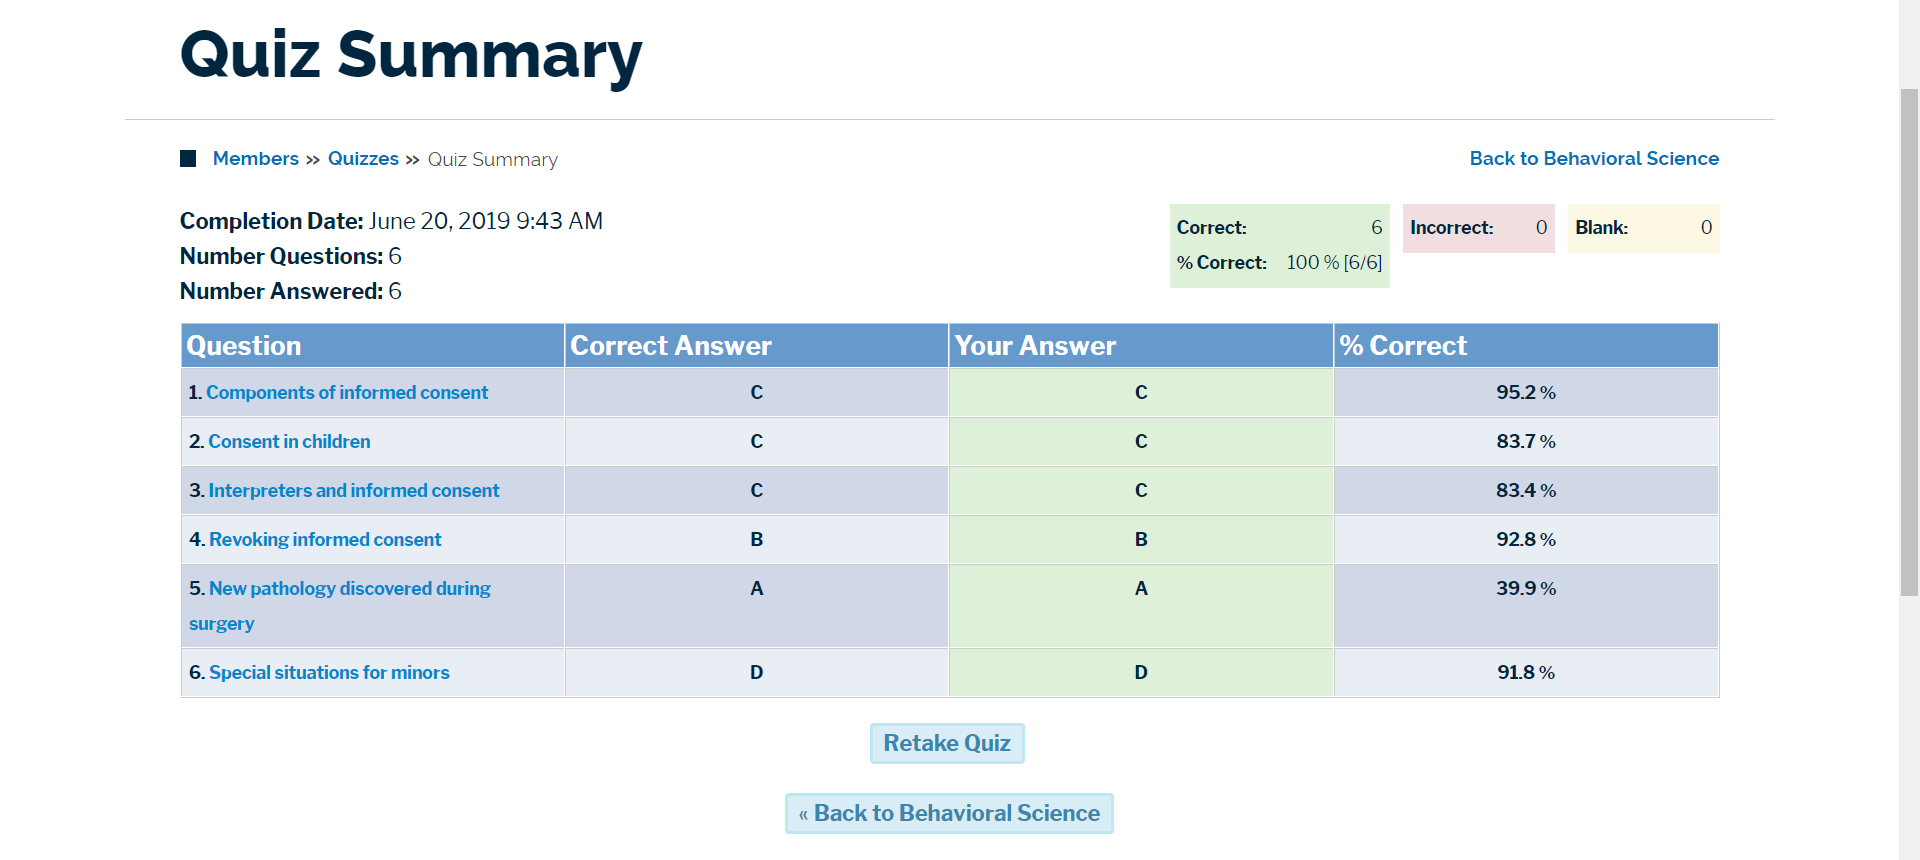 Quiz Summary
Members » Quizzes » Quiz Summary
Back to Behavioral Science
Completion Date: June 20, 2019 9:43 AM
Number Questions: 6
Number Answered: 6
Correct: 6
% Correct: 100 % [6/6]
Incorrect: 0
Blank: 0
Question Correct Answer Your Answer % Correct
1. Components of informed consent C C 95.2 %
2. Consent in children C C 83.7 %
3. Interpreters and informed consent C C 83.4 %
4. Revoking informed consent B B 92.8 %
5. New pathology discovered during A A 39.9 %
surgery
6. Special situations for minors D D 91.8 %
Retake Quiz
« Back to Behavioral Science